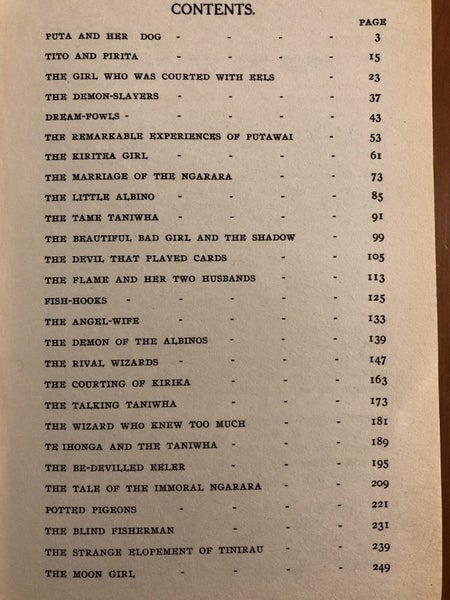 CONTENTS.
PAGE
PUTA AND HER DOG - - - - 3
TITO AND PIRITA - - - - - 15
THE GIRL WHO WAS COURTED WITH EELS - 23
THE DEMON-SLAYERS - - - - 37
DREAM-FOWLS - - - - - - 43
THE REMARKABLE EXPERIENCES OF PUTAWAI - 53
THE KIRITEA GIRL - - - - - 61
THE MARRIAGE OF THE NGARARA - - - 73
THE LITTLE ALBINO - - - - - 85
THE TAME TANIWHA - - - - - 91
THE BEAUTIFUL BAD GIRL AND THE SHADOW - 99
THE DEVIL THAT PLAYED CARDS - - - 105
THE FLAME AND HER TWO HUSBANDS - - 113
FISH-HOOKS - - - - - - 125
THE ANGEL-WIFE - - - - - 133
THE DEMON OF THE ALBINOS - - - 139
THE RIVAL WIZARDS - - - - - 147
THE COURTING OF KIRIKA - - - 163
THE TALKING TANIWHA - - - - 173
THE WIZARD WHO KNEW TOO MUCH - - 181
TE IHONGA AND THE TANIWHA - - - 189
THE BE-DEVILLED EELER - - - 195
THE TALE OF THE IMMORAL NGARARA - - 209
POTTED PIGEONS - - - - - 221
THE BLIND FISHERMAN - - - - 231
THE STRANGE ELOPEMENT OF TINIRAU - - 239
THE MOON GIRL - - - - - 249